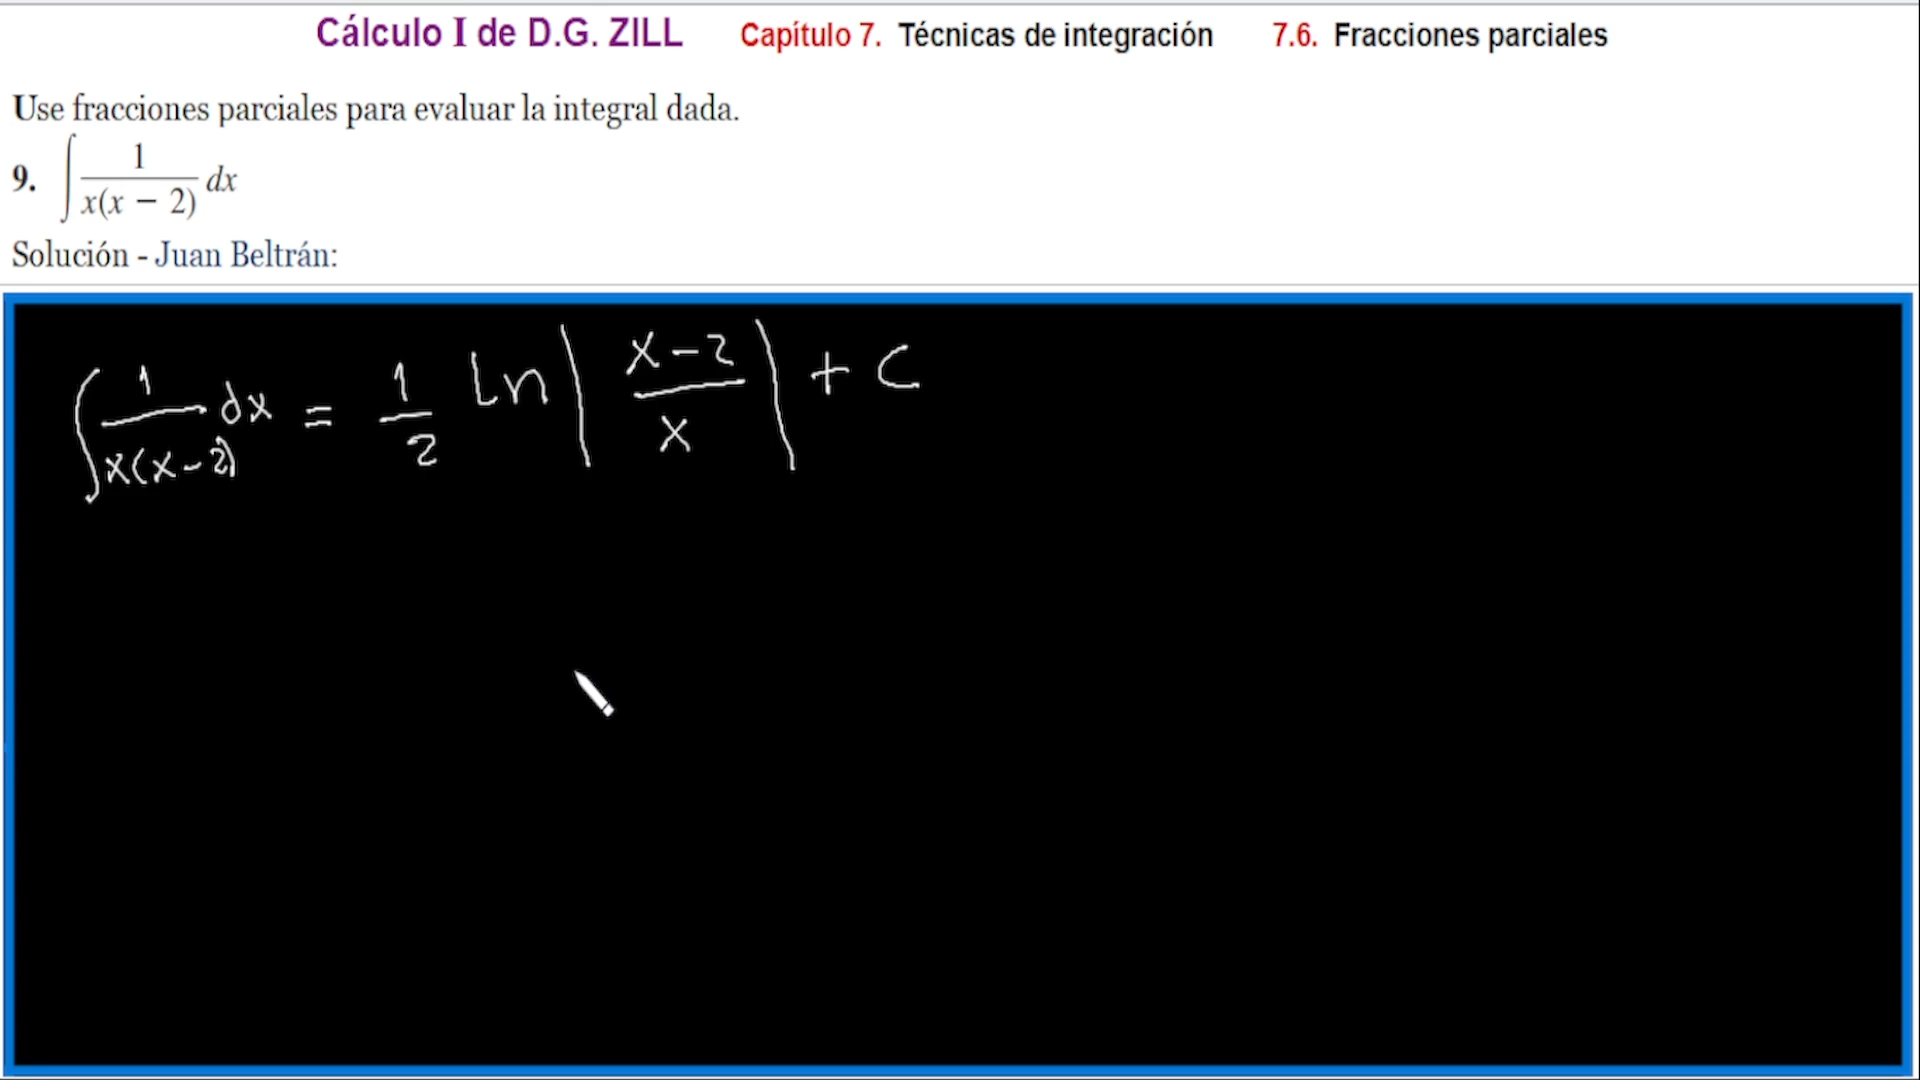 Cálculo I de D.G. ZILL Capítulo 7. Técnicas de integración 7.6. Fracciones parciales
Use fracciones parciales para evaluar la integral dada.
9. ∫ 1/(x(x − 2)) dx
Solución - Juan Beltrán:
∫ 1/(x(x-2)) dx = 1/2 Ln |(x-2)/x| + C